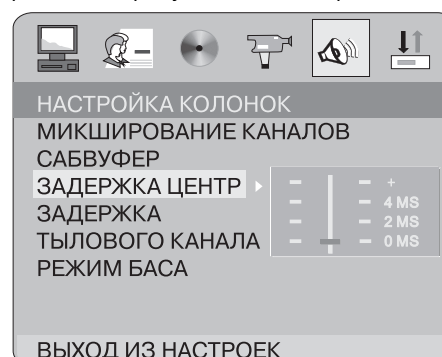 НАСТРОЙКА КОЛОНОК
МИКШИРОВАНИЕ КАНАЛОВ
САБВУФЕР
ЗАДЕРЖКА ЦЕНТР
+
4 MS
ЗАДЕРЖКА
2 MS
ТЫЛОВОГО КАНАЛА
0 MS
РЕЖИМ БАСА
ВЫХОД ИЗ НАСТРОЕК